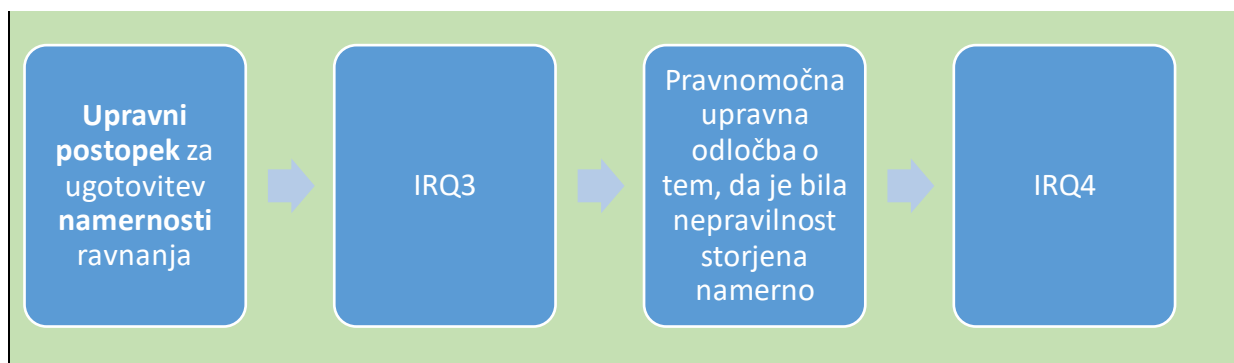 Upravni
postopek za
ugotovitev
namernosti
ravnanja
IRQ3
Pravnomočna
upravna
odločba o
tem, da je bila
nepravilnost
storjena
namerno
IRQ4